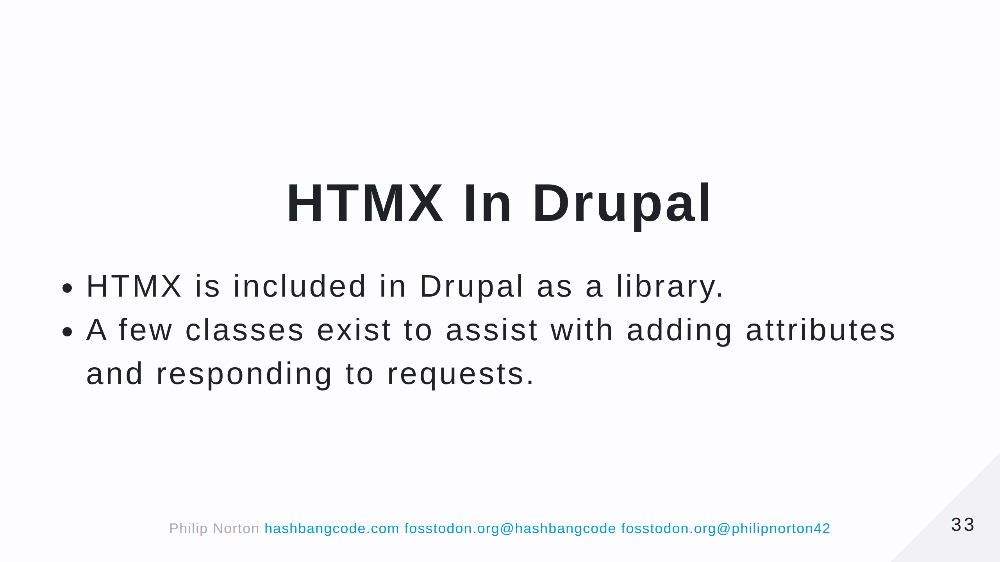 HTMX In Drupal
• HTMX is included in Drupal as a library.
• A few classes exist to assist with adding attributes
and responding to requests.
Philip Norton hashbangcode.com fosstodon.org@hashbangcode fosstodon.org@philipnorton42
33